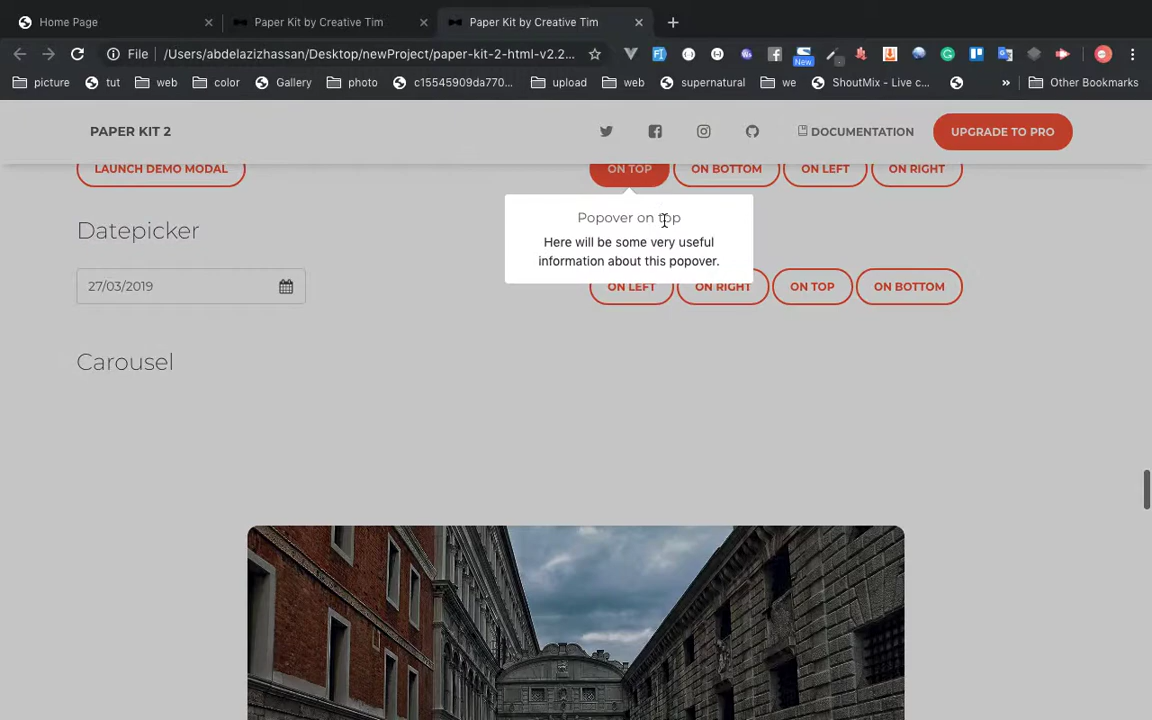 Home Page
Paper Kit by Creative Tim
Paper Kit by Creative Tim
File /Users/abdelazizhassan/Desktop/newProject/paper-kit-2-html-v2.2...
New
picture
tut
web
color
Gallery
photo
c15545909da770...
upload
web
supernatural
we
ShoutMix - Live c...
Other Bookmarks
PAPER KIT 2
DOCUMENTATION
UPGRADE TO PRO
LAUNCH DEMO MODAL
ON TOP
ON BOTTOM
ON LEFT
ON RIGHT
Popover on top
Here will be some very useful
information about this popover.
Datepicker
27/03/2019
ON LEFT
ON RIGHT
ON TOP
ON BOTTOM
Carousel